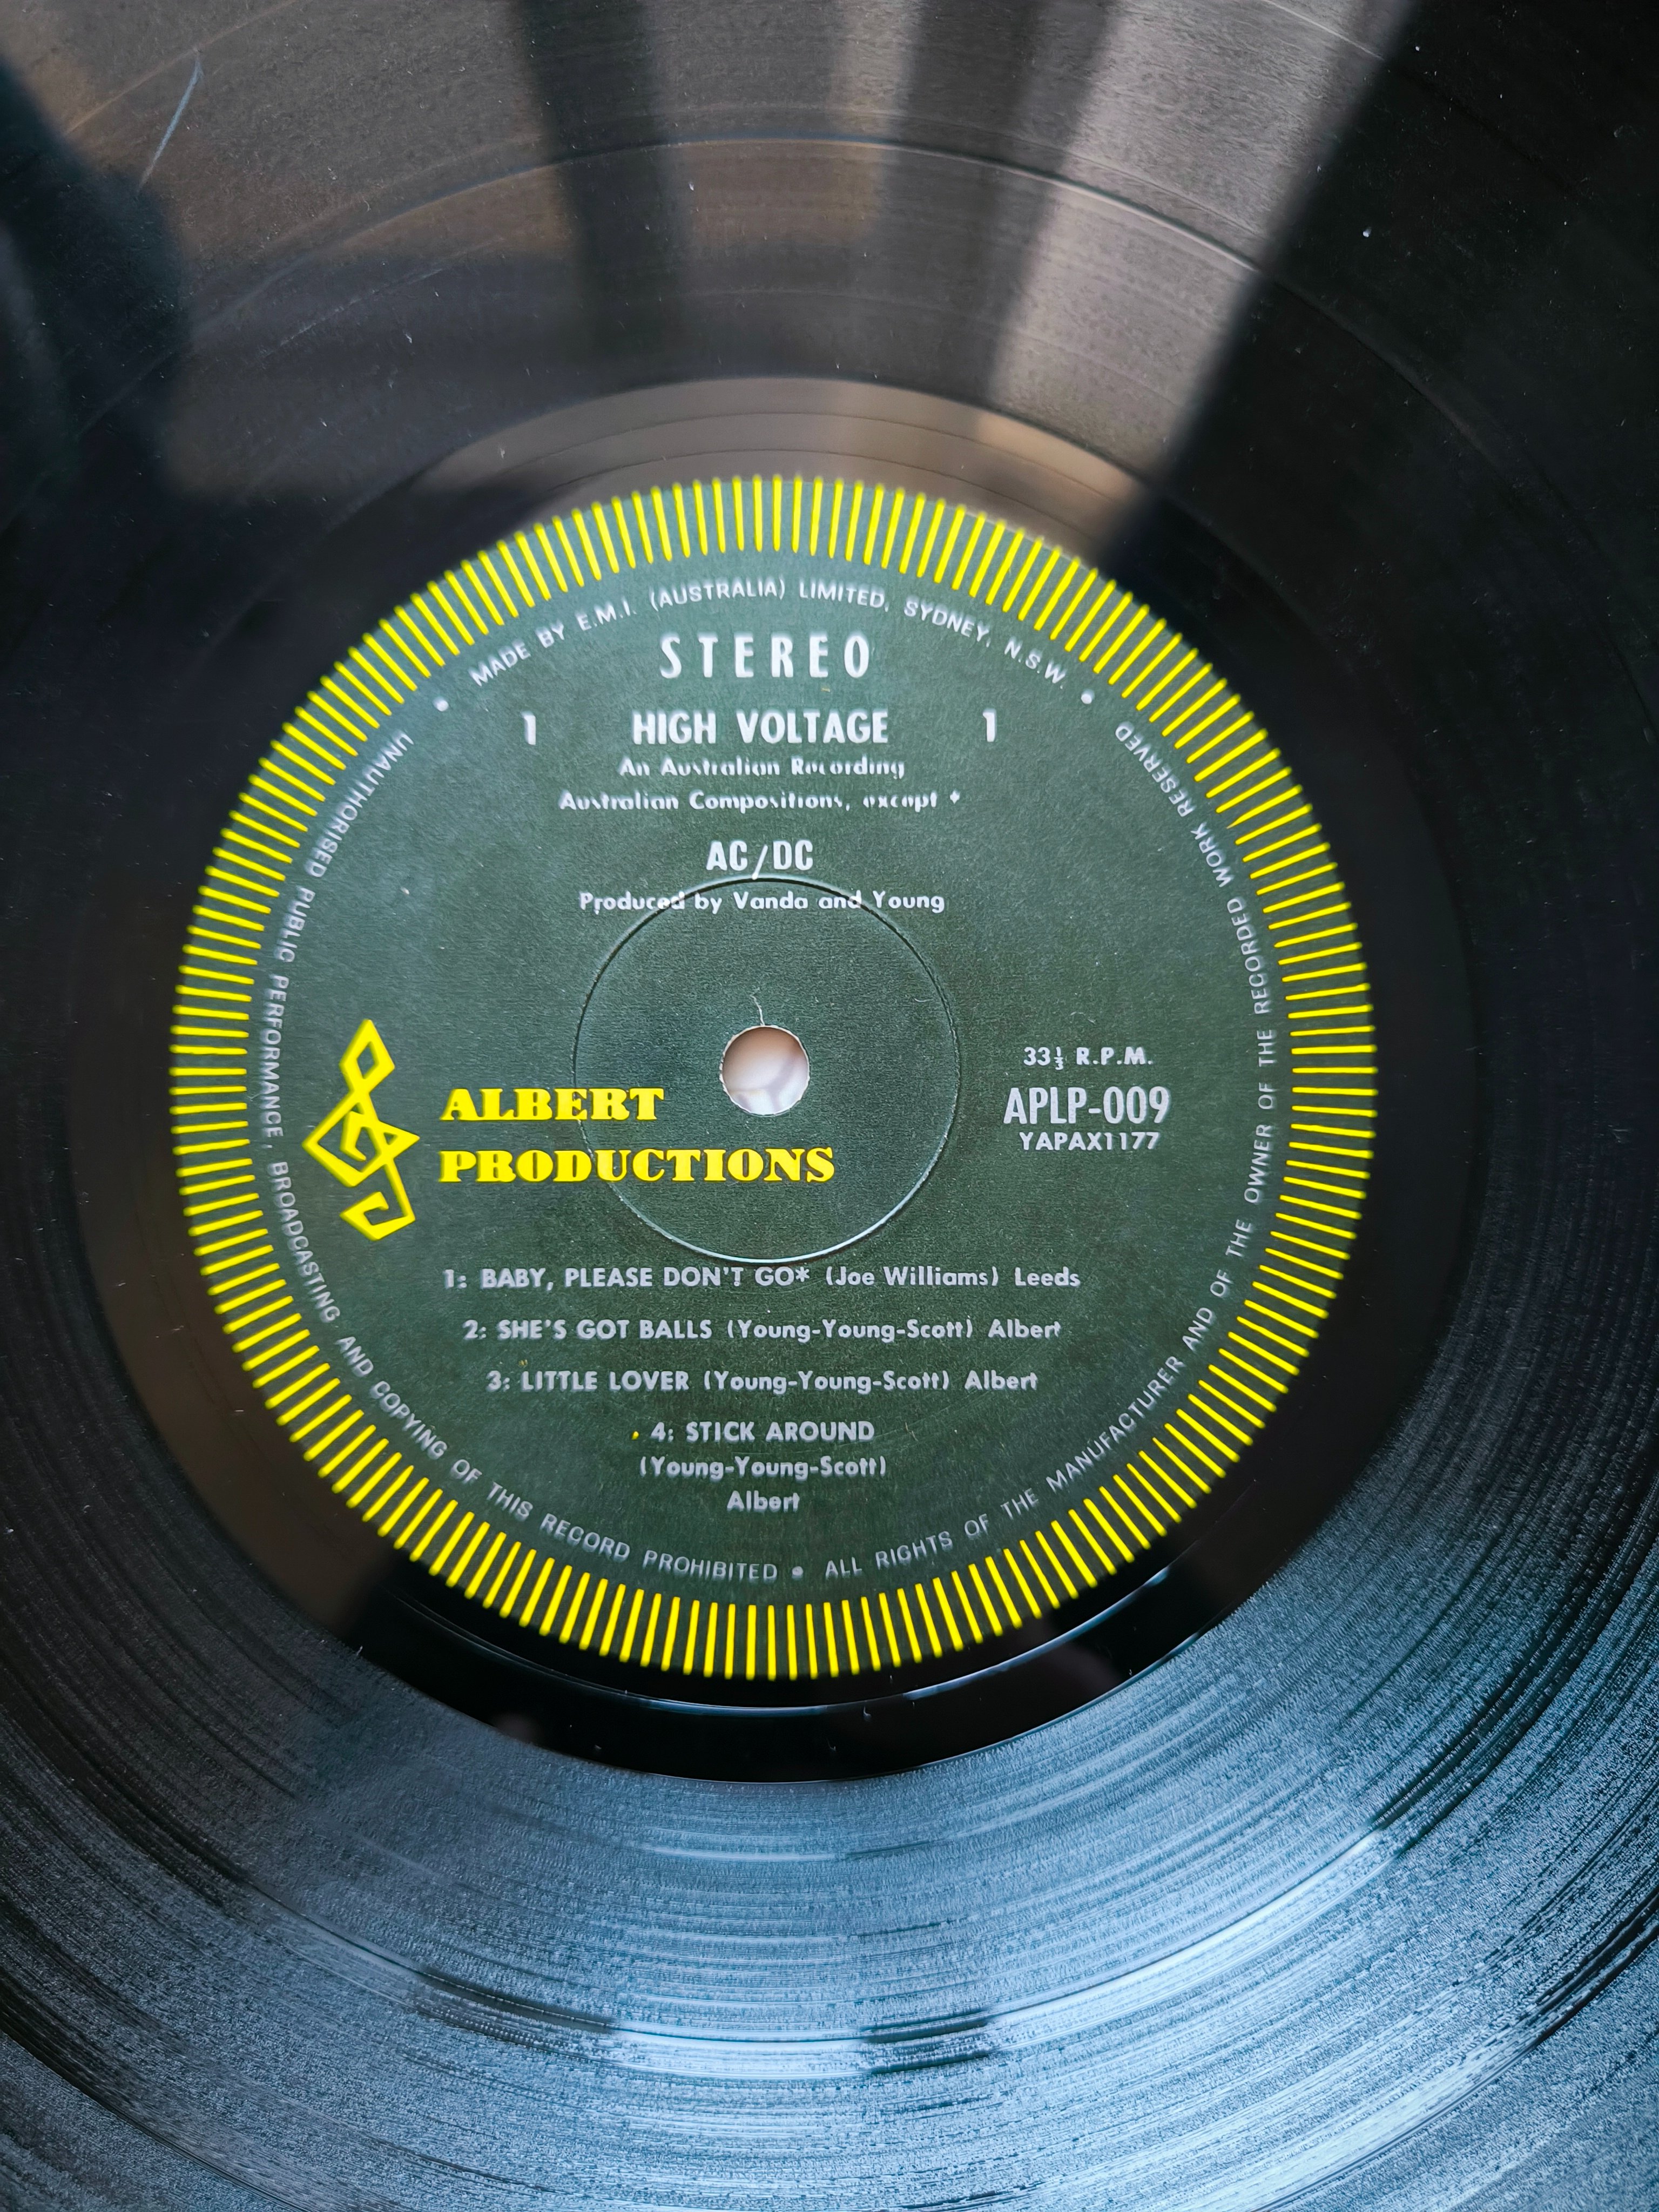 MADE BY E.M.I. (AUSTRALIA) LIMITED, SYDNEY, N.S.W.
STEREO
1 HIGH VOLTAGE 1
An Australian Recording
Australian Compositions, except *
AC/DC
Produced by Vanda and Young
33⅓ R.P.M.
APLP-009
YAPAX1177
ALBERT
PRODUCTIONS
1: BABY, PLEASE DON'T GO* (Joe Williams) Leeds
2: SHE'S GOT BALLS (Young-Young-Scott) Albert
3: LITTLE LOVER (Young-Young-Scott) Albert
4: STICK AROUND
(Young-Young-Scott)
Albert
UNAUTHORISED PUBLIC PERFORMANCE, BROADCASTING AND COPYING OF THIS RECORD PROHIBITED • ALL RIGHTS OF THE MANUFACTURER AND OF THE OWNER OF THE RECORDED WORK RESERVED